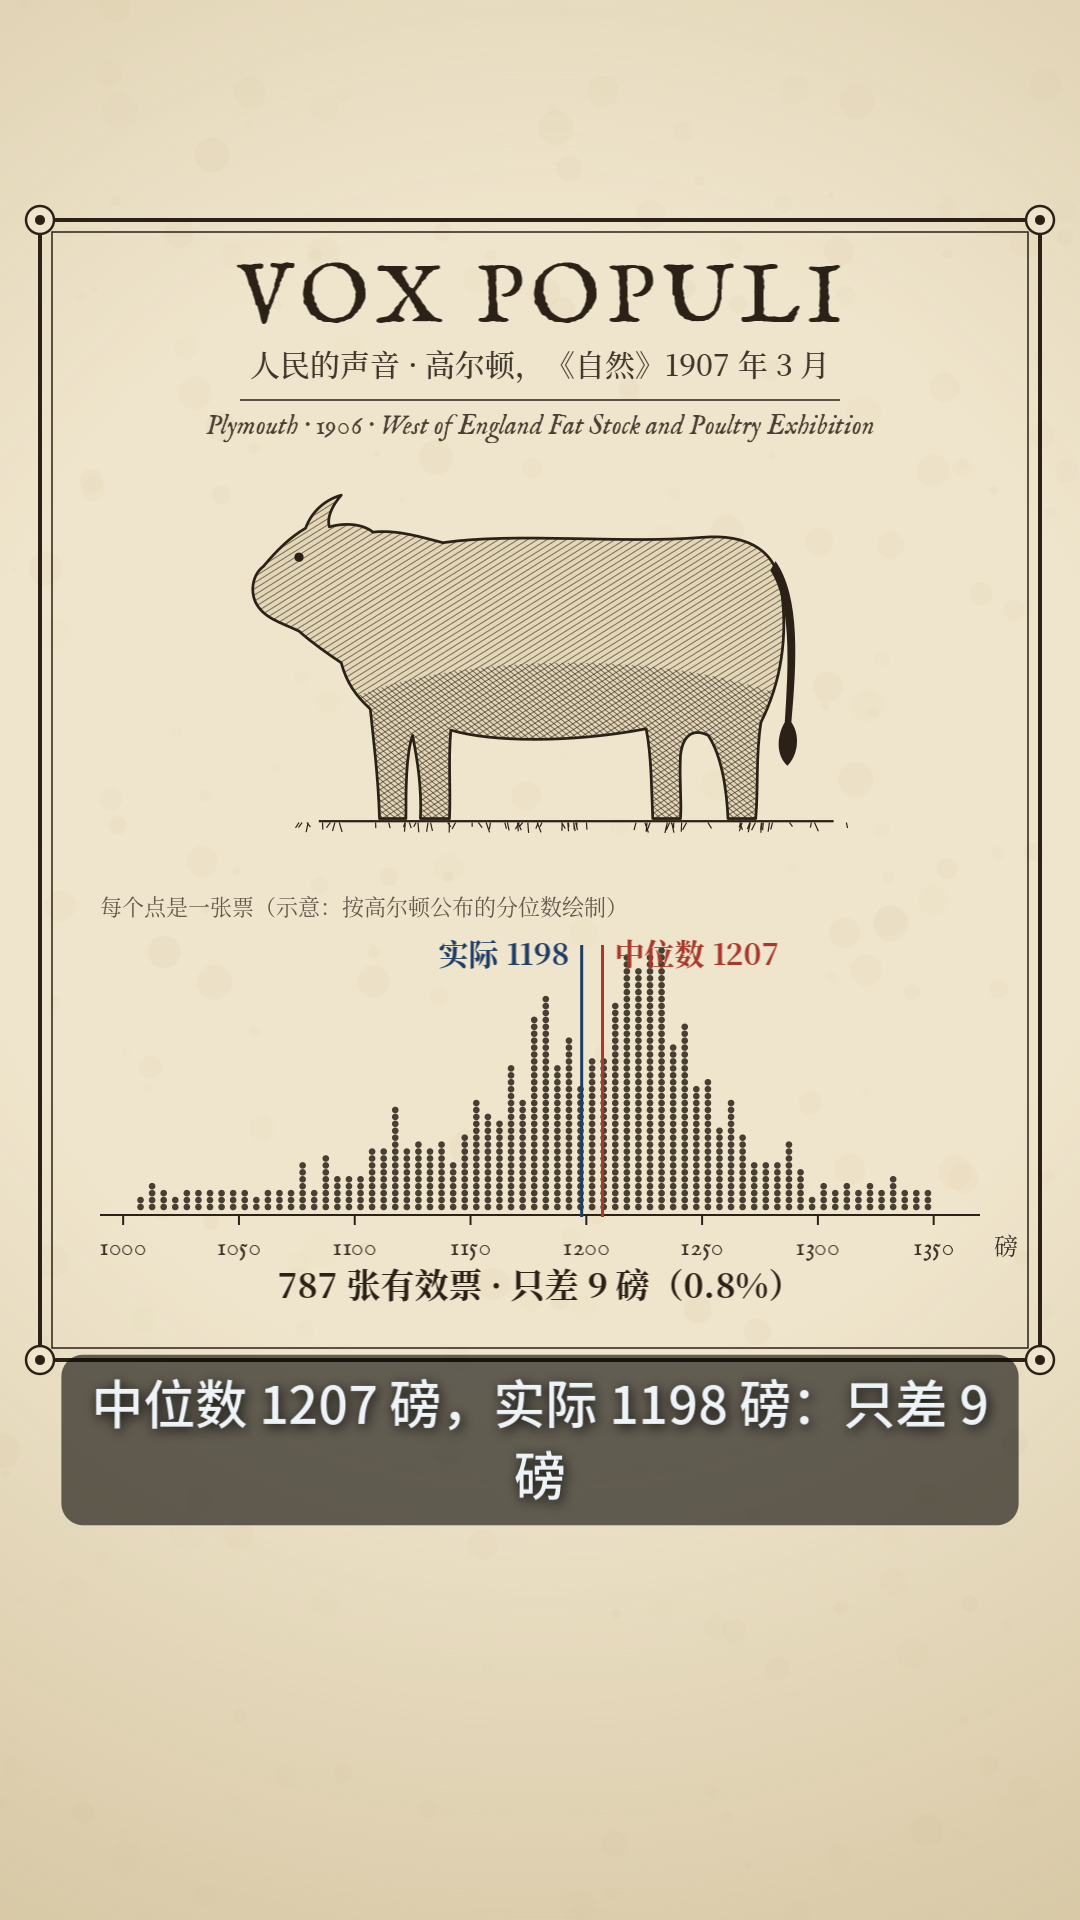 VOX POPULI
人民的声音 · 高尔顿，《自然》1907 年 3 月
Plymouth · 1906 · West of England Fat Stock and Poultry Exhibition
每个点是一张票（示意：按高尔顿公布的分位数绘制）
实际 1198 中位数 1207
1000 1050 1100 1150 1200 1250 1300 1350 磅
787 张有效票 · 只差 9 磅（0.8%）
中位数 1207 磅，实际 1198 磅：只差 9
磅